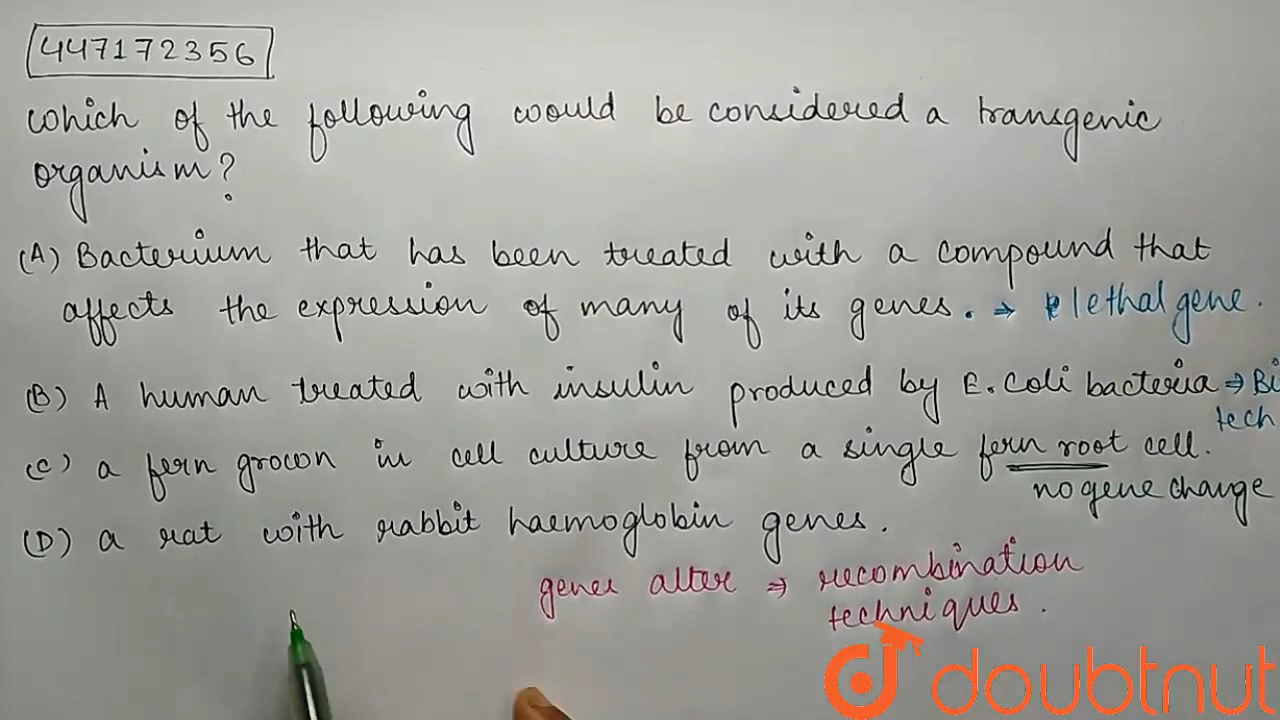 447172356
Which of the following would be considered a transgenic
organism?
(A) Bacterium that has been treated with a compound that
affects the expression of many of its genes. ⇒ lethal gene.
(B) A human treated with insulin produced by E. Coli bacteria ⇒ Bi
tech
(C) a fern grown in cell culture from a single fern root cell.
no gene change
(D) a rat with rabbit haemoglobin genes.
genes alter ⇒ recombination
techniques.
doubtnut